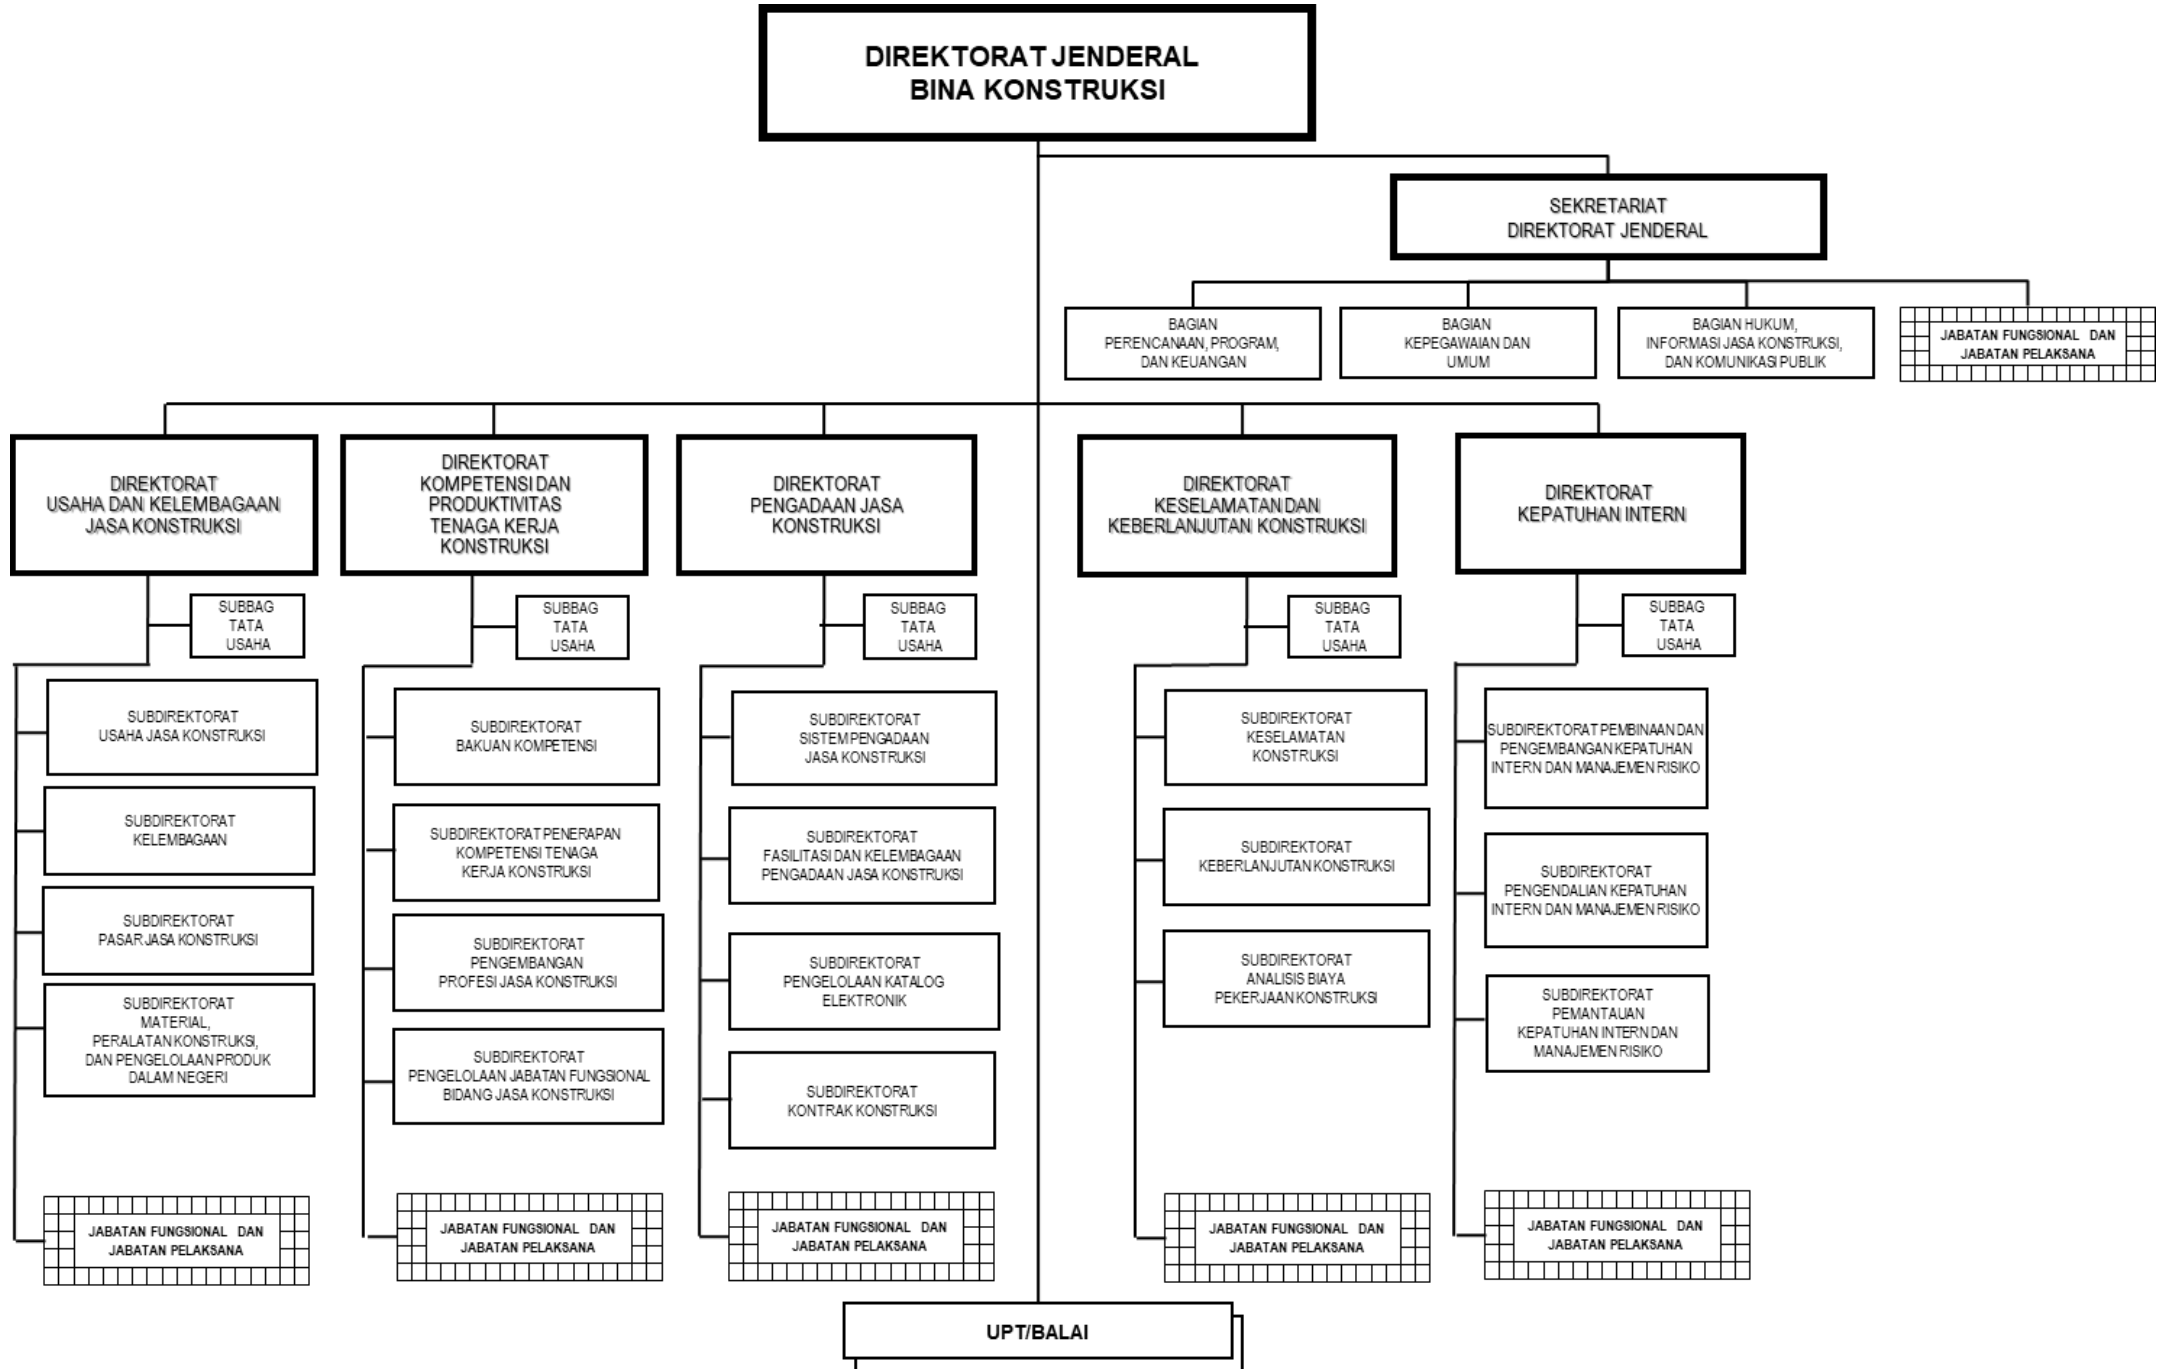 DIREKTORAT JENDERAL
BINA KONSTRUKSI
SEKRETARIAT
DIREKTORAT JENDERAL
BAGIAN
PERENCANAAN, PROGRAM,
DAN KEUANGAN
BAGIAN
KEPEGAWAIAN DAN
UMUM
BAGIAN HUKUM,
INFORMASI JASA KONSTRUKSI,
DAN KOMUNIKASI PUBLIK
JABATAN FUNGSIONAL DAN
JABATAN PELAKSANA
DIREKTORAT
USAHA DAN KELEMBAGAAN
JASA KONSTRUKSI
DIREKTORAT
KOMPETENSI DAN
PRODUKTIVITAS
TENAGA KERJA
KONSTRUKSI
DIREKTORAT
PENGADAAN JASA
KONSTRUKSI
DIREKTORAT
KESELAMATAN DAN
KEBERLANJUTAN KONSTRUKSI
DIREKTORAT
KEPATUHAN INTERN
SUBBAG
TATA
USAHA
SUBBAG
TATA
USAHA
SUBBAG
TATA
USAHA
SUBBAG
TATA
USAHA
SUBBAG
TATA
USAHA
SUBDIREKTORAT
USAHA JASA KONSTRUKSI
SUBDIREKTORAT
KELEMBAGAAN
SUBDIREKTORAT
PASAR JASA KONSTRUKSI
SUBDIREKTORAT
MATERIAL,
PERALATAN KONSTRUKSI,
DAN PENGELOLAAN PRODUK
DALAM NEGERI
JABATAN FUNGSIONAL DAN
JABATAN PELAKSANA
SUBDIREKTORAT
BAKUAN KOMPETENSI
SUBDIREKTORAT PENERAPAN
KOMPETENSI TENAGA
KERJA KONSTRUKSI
SUBDIREKTORAT
PENGEMBANGAN
PROFESI JASA KONSTRUKSI
SUBDIREKTORAT
PENGELOLAAN JABATAN FUNGSIONAL
BIDANG JASA KONSTRUKSI
JABATAN FUNGSIONAL DAN
JABATAN PELAKSANA
SUBDIREKTORAT
SISTEM PENGADAAN
JASA KONSTRUKSI
SUBDIREKTORAT
FASILITASI DAN KELEMBAGAAN
PENGADAAN JASA KONSTRUKSI
SUBDIREKTORAT
PENGELOLAAN KATALOG
ELEKTRONIK
SUBDIREKTORAT
KONTRAK KONSTRUKSI
JABATAN FUNGSIONAL DAN
JABATAN PELAKSANA
SUBDIREKTORAT
KESELAMATAN
KONSTRUKSI
SUBDIREKTORAT
KEBERLANJUTAN KONSTRUKSI
SUBDIREKTORAT
ANALISIS BIAYA
PEKERJAAN KONSTRUKSI
JABATAN FUNGSIONAL DAN
JABATAN PELAKSANA
SUBDIREKTORAT PEMBINAAN DAN
PENGEMBANGAN KEPATUHAN
INTERN DAN MANAJEMEN RISIKO
SUBDIREKTORAT
PENGENDALIAN KEPATUHAN
INTERN DAN MANAJEMEN RISIKO
SUBDIREKTORAT
PEMANTAUAN
KEPATUHAN INTERN DAN
MANAJEMEN RISIKO
JABATAN FUNGSIONAL DAN
JABATAN PELAKSANA
UPT/BALAI